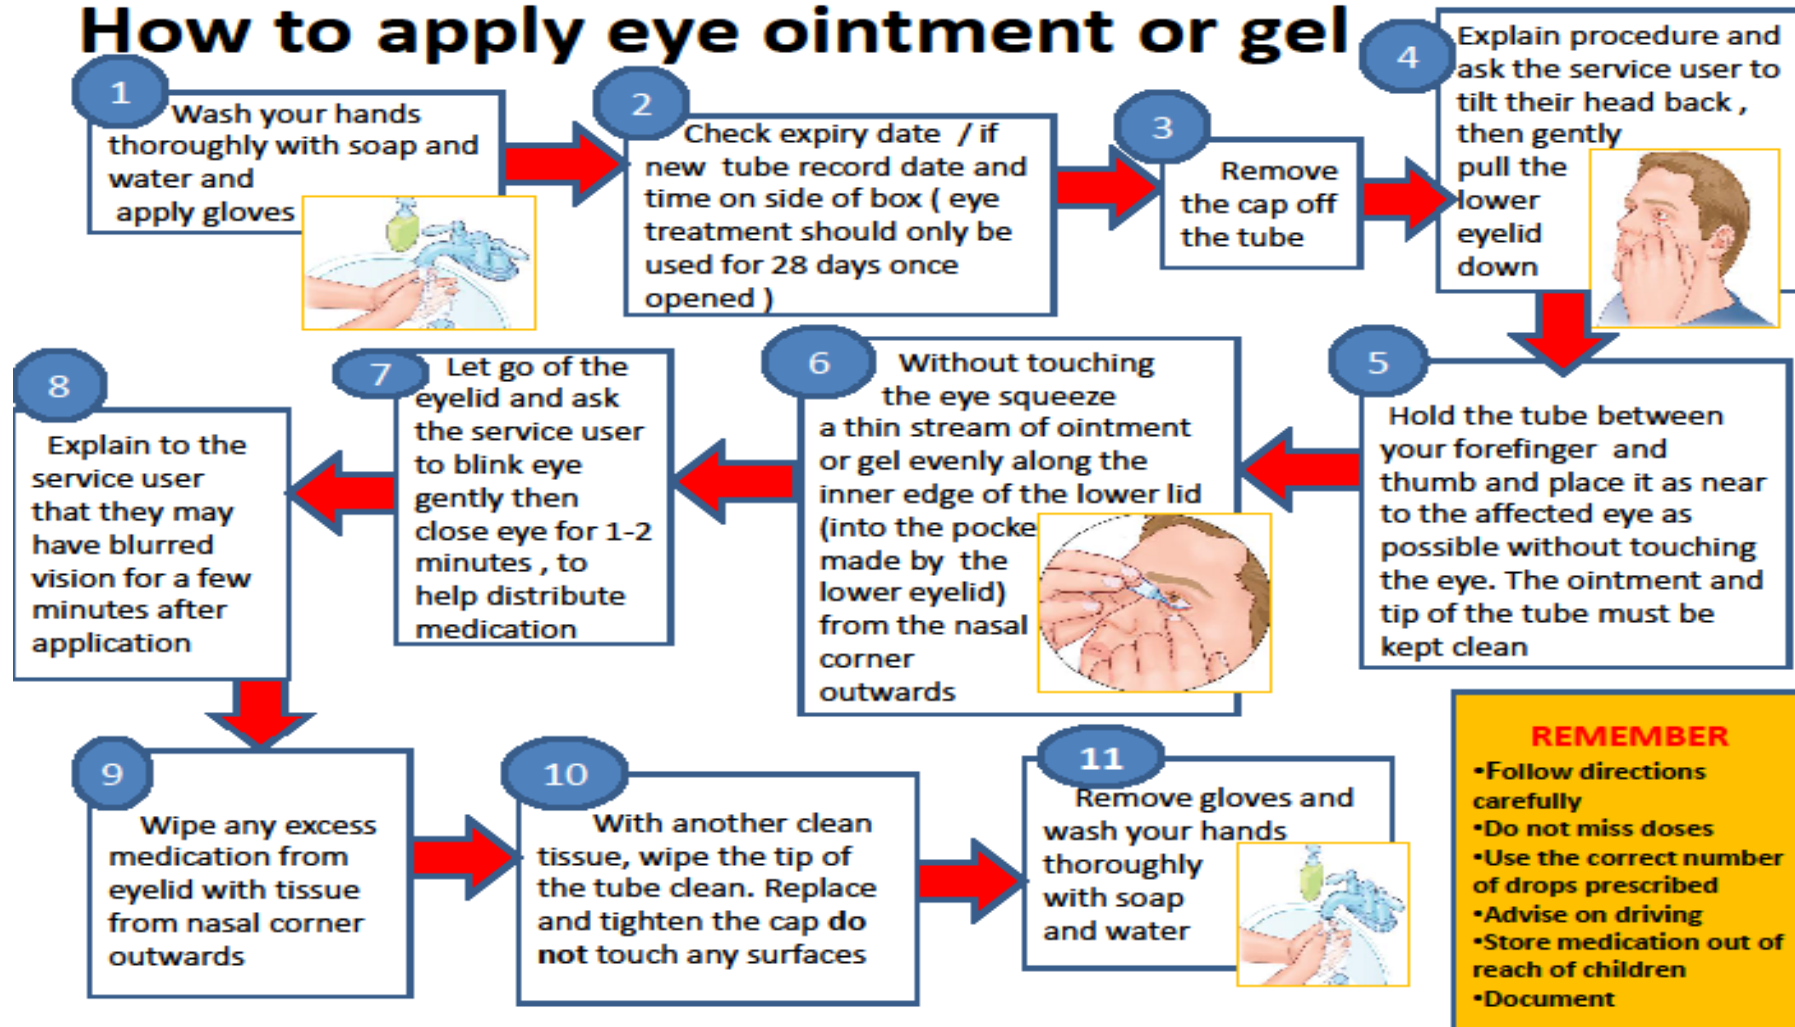 How to apply eye ointment or gel
1
Wash your hands
thoroughly with soap and
water and
apply gloves
2
Check expiry date / if
new tube record date and
time on side of box ( eye
treatment should only be
used for 28 days once
opened )
3
Remove
the cap off
the tube
4
Explain procedure and
ask the service user to
tilt their head back ,
then gently
pull the
lower
eyelid
down
5
Hold the tube between
your forefinger and
thumb and place it as near
to the affected eye as
possible without touching
the eye. The ointment and
tip of the tube must be
kept clean
6
Without touching
the eye squeeze
a thin stream of ointment
or gel evenly along the
inner edge of the lower lid
(into the pocke
made by the
lower eyelid)
from the nasal
corner
outwards
7
Let go of the
eyelid and ask
the service user
to blink eye
gently then
close eye for 1-2
minutes , to
help distribute
medication
8
Explain to the
service user
that they may
have blurred
vision for a few
minutes after
application
9
Wipe any excess
medication from
eyelid with tissue
from nasal corner
outwards
10
With another clean
tissue, wipe the tip of
the tube clean. Replace
and tighten the cap do
not touch any surfaces
11
Remove gloves and
wash your hands
thoroughly
with soap
and water
REMEMBER
•Follow directions
carefully
•Do not miss doses
•Use the correct number
of drops prescribed
•Advise on driving
•Store medication out of
reach of children
•Document